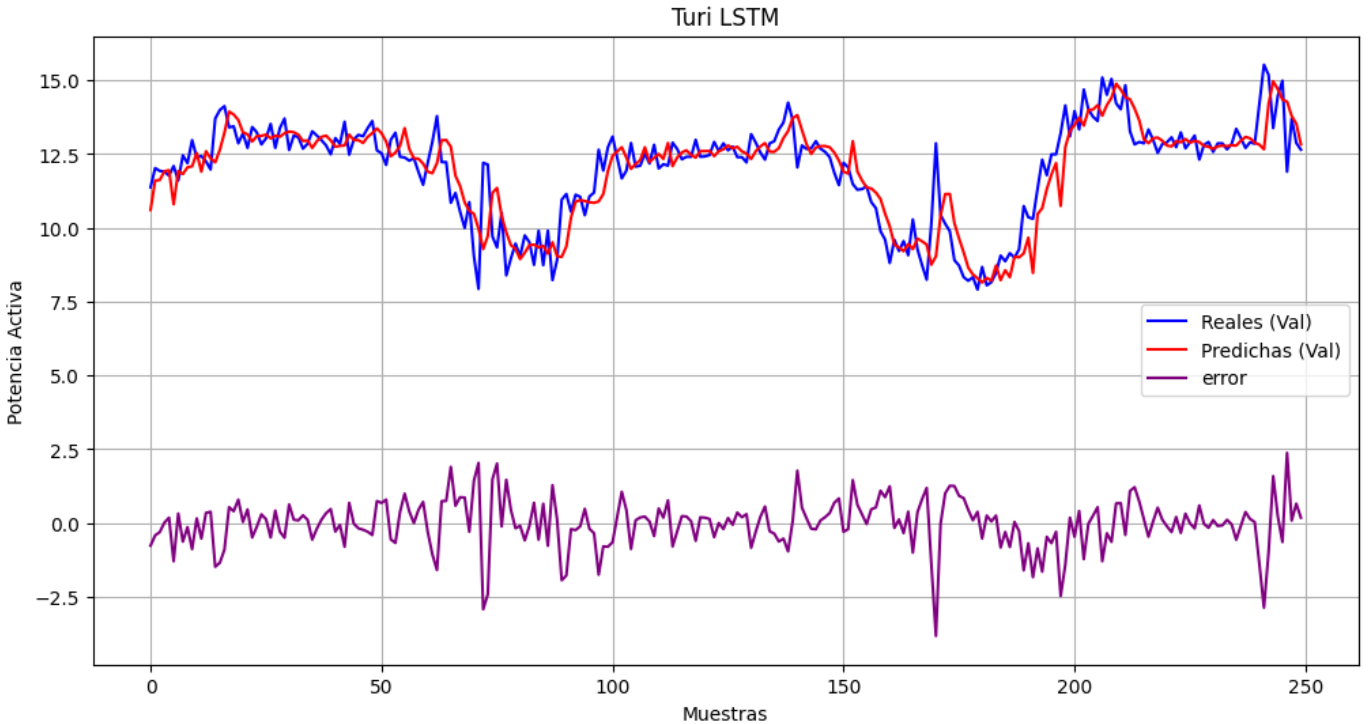 Turi LSTM
Potencia Activa
15.0
12.5
10.0
7.5
5.0
2.5
0.0
−2.5
Reales (Val)
Predichas (Val)
error
0 50 100 150 200 250
Muestras